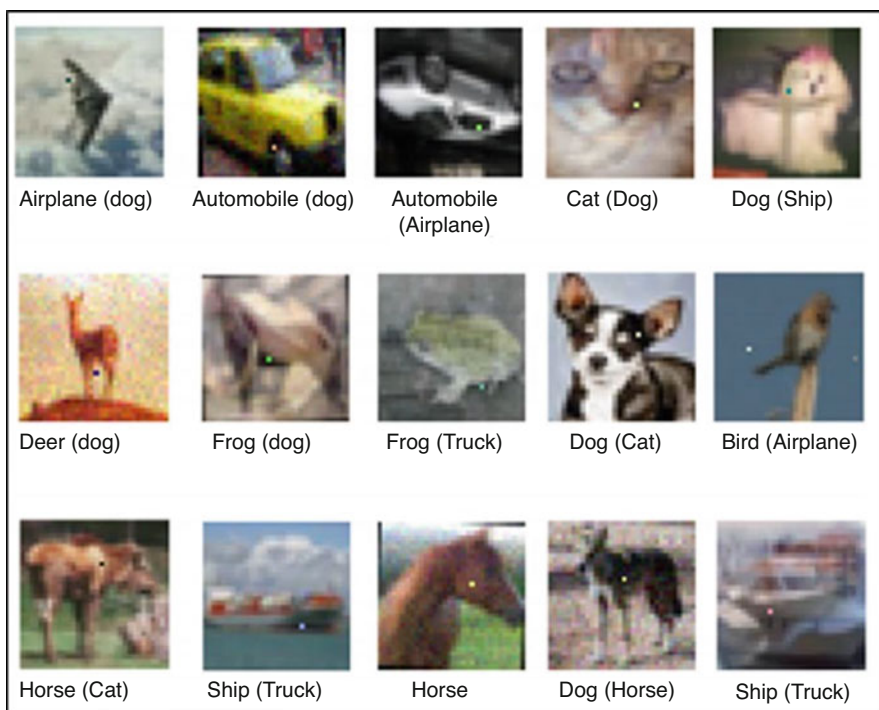 Airplane (dog)
Automobile (dog)
Automobile
(Airplane)
Cat (Dog)
Dog (Ship)
Deer (dog)
Frog (dog)
Frog (Truck)
Dog (Cat)
Bird (Airplane)
Horse (Cat)
Ship (Truck)
Horse
Dog (Horse)
Ship (Truck)